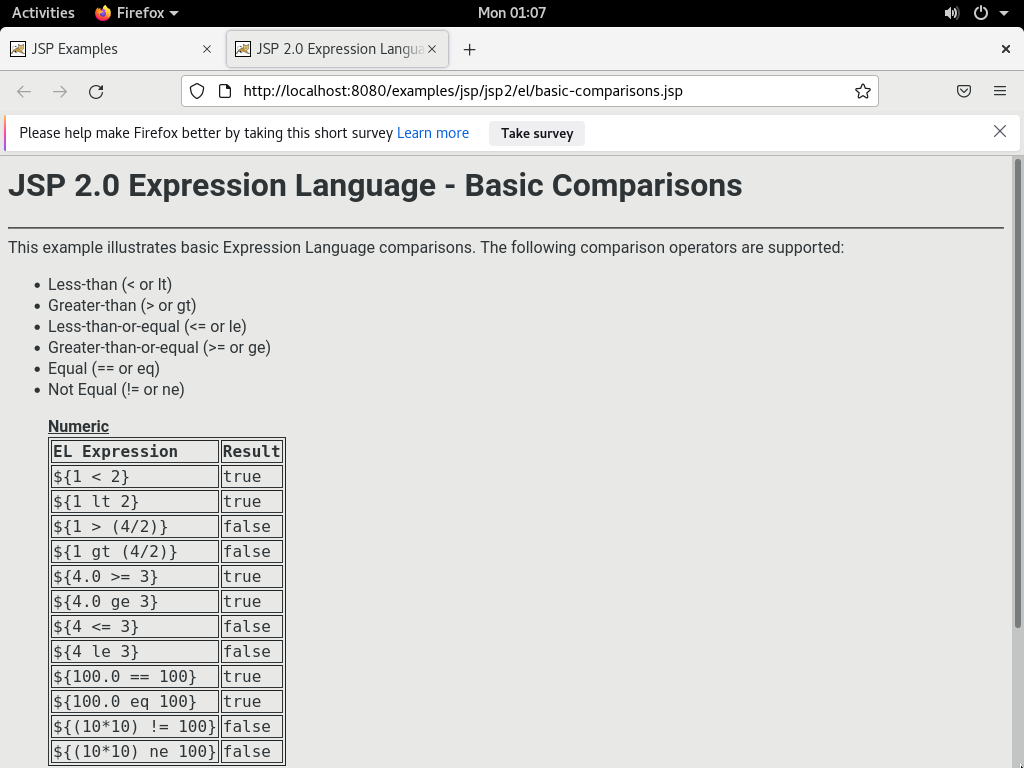 Activities Firefox Mon 01:07
JSP Examples JSP 2.0 Expression Langua
http://localhost:8080/examples/jsp/jsp2/el/basic-comparisons.jsp
Please help make Firefox better by taking this short survey Learn more Take survey
JSP 2.0 Expression Language - Basic Comparisons
This example illustrates basic Expression Language comparisons. The following comparison operators are supported:
• Less-than (< or lt)
• Greater-than (> or gt)
• Less-than-or-equal (<= or le)
• Greater-than-or-equal (>= or ge)
• Equal (== or eq)
• Not Equal (!= or ne)
Numeric
EL Expression Result
${1 < 2} true
${1 lt 2} true
${1 > (4/2)} false
${1 gt (4/2)} false
${4.0 >= 3} true
${4.0 ge 3} true
${4 <= 3} false
${4 le 3} false
${100.0 == 100} true
${100.0 eq 100} true
${(10*10) != 100} false
${(10*10) ne 100} false